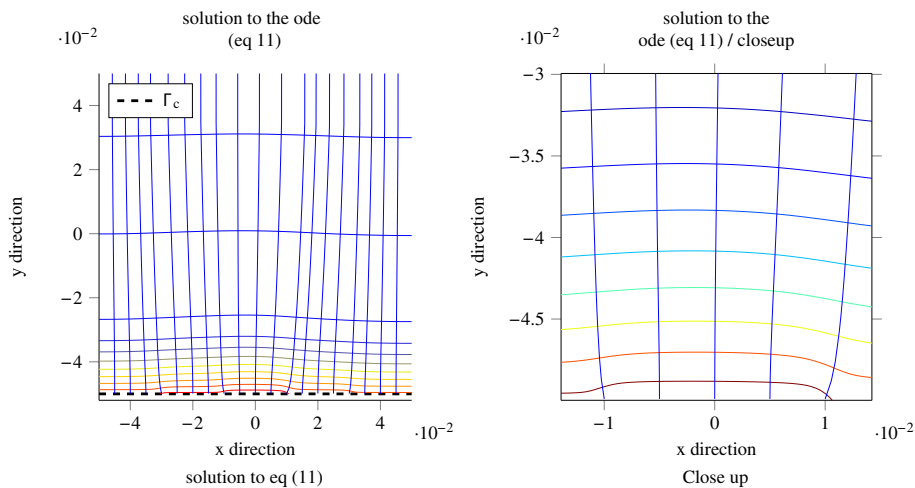 solution to the ode
(eq 11)
·10⁻²
Γc
4
2
0
−2
−4
y direction
−4
−2
0
2
4
·10⁻²
x direction
solution to eq (11)
solution to the
ode (eq 11) / closeup
·10⁻²
−3
−3.5
−4
−4.5
y direction
−1
0
1
·10⁻²
x direction
Close up